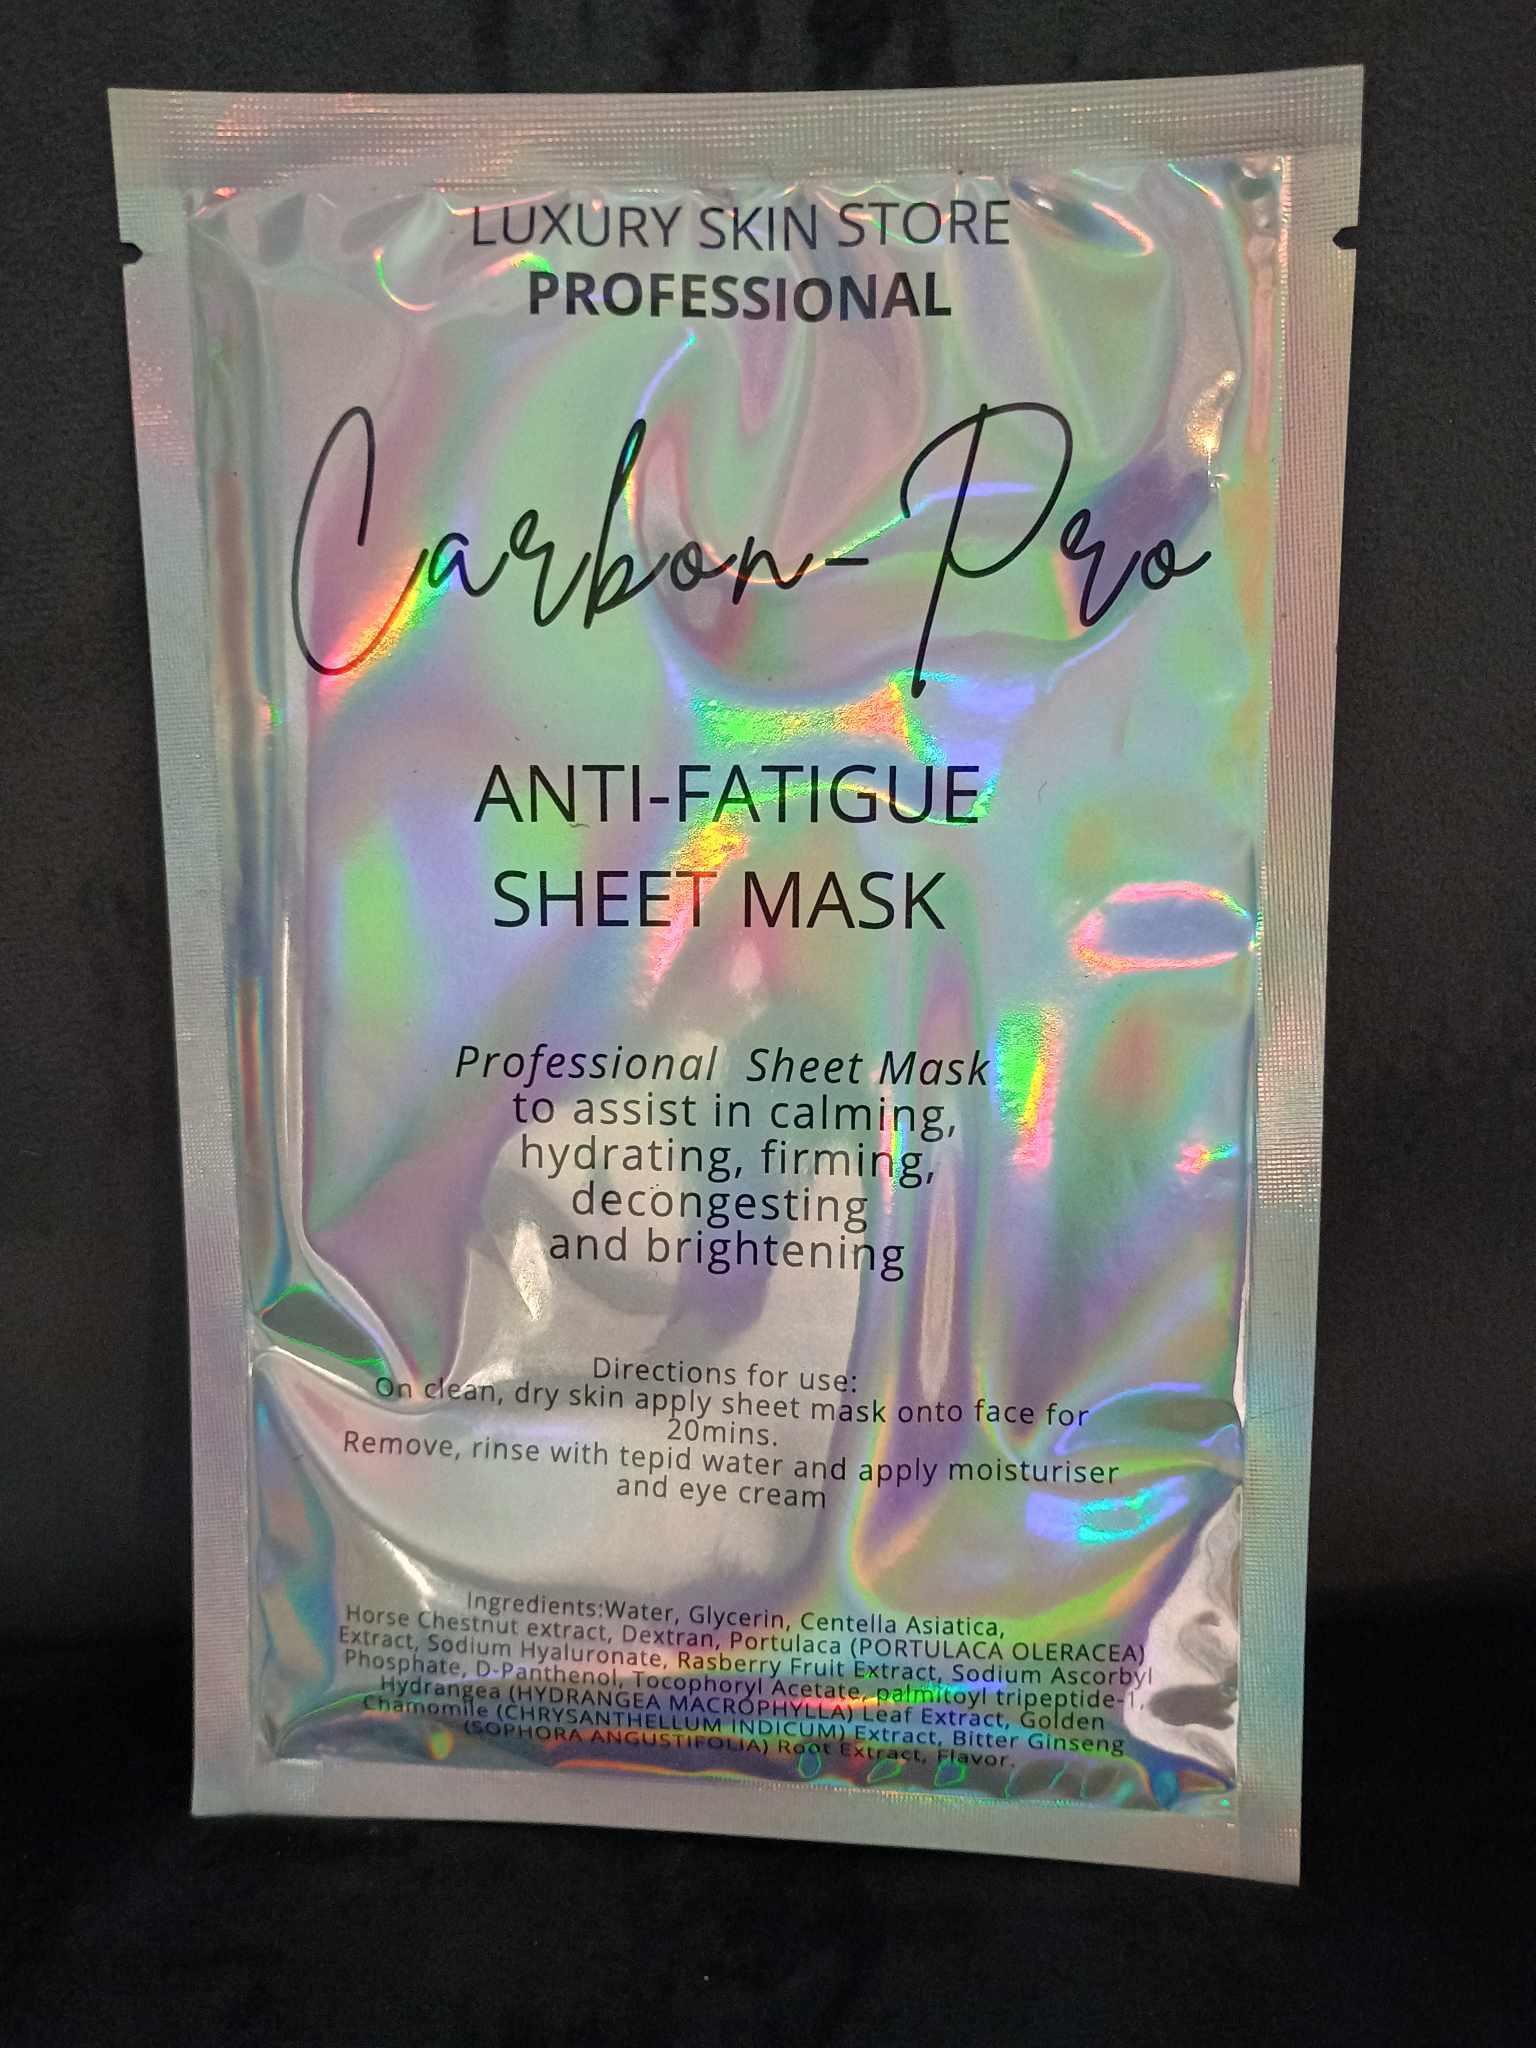 LUXURY SKIN STORE
PROFESSIONAL
Carbon-Pro
ANTI-FATIGUE
SHEET MASK
Professional Sheet Mask
to assist in calming,
hydrating, firming,
decongesting
and brightening
Directions for use:
On clean, dry skin apply sheet mask onto face for
20mins.
Remove, rinse with tepid water and apply moisturiser
and eye cream
Ingredients:Water, Glycerin, Centella Asiatica,
Horse Chestnut extract, Dextran, Portulaca (PORTULACA OLERACEA)
Extract, Sodium Hyaluronate, Rasberry Fruit Extract, Sodium Ascorbyl
Phosphate, D-Panthenol, Tocophoryl Acetate, palmitoyl tripeptide-1,
Hydrangea (HYDRANGEA MACROPHYLLA) Leaf Extract, Golden
Chamomile (CHRYSANTHELLUM INDICUM) Extract, Bitter Ginseng
(SOPHORA ANGUSTIFOLIA) Root Extract, Flavor.